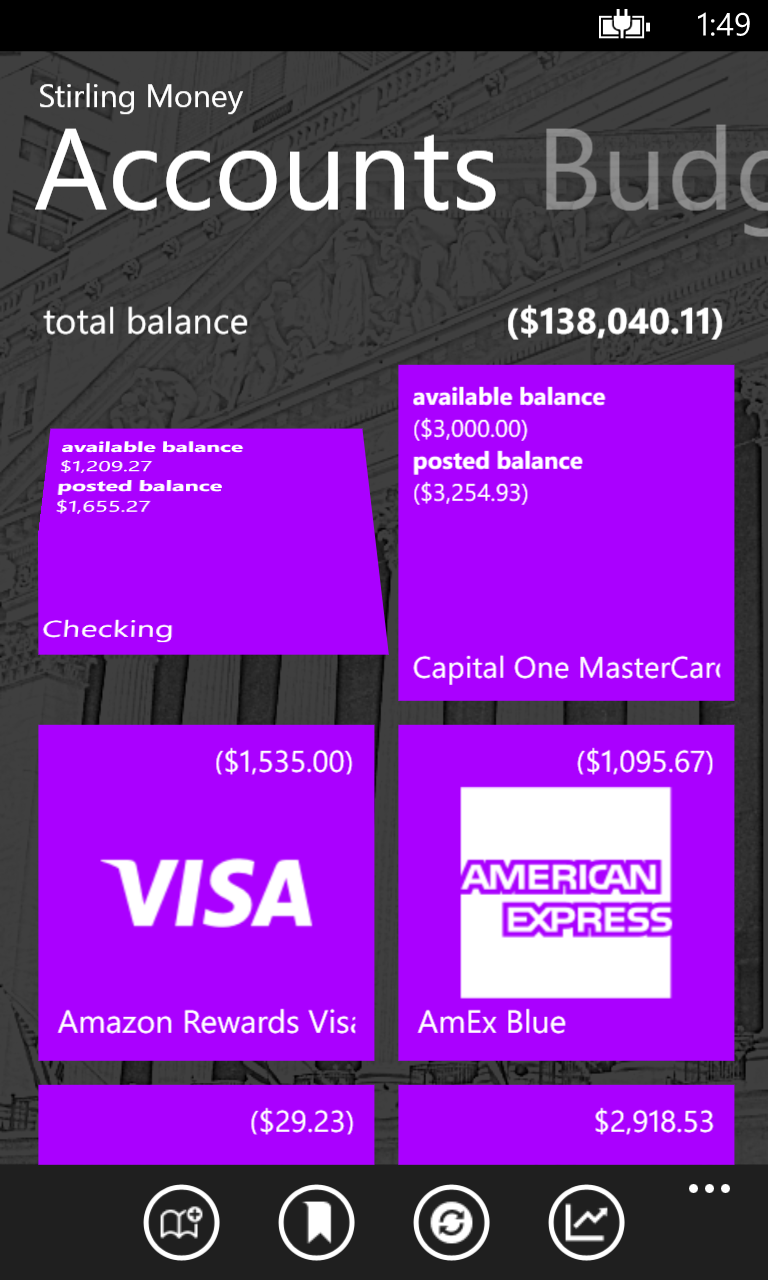 1:49
Stirling Money
Accounts Budg
total balance ($138,040.11)
available balance
$1,209.27
posted balance
$1,655.27
Checking
available balance
($3,000.00)
posted balance
($3,254.93)
Capital One MasterCard
($1,535.00)
VISA
Amazon Rewards Visa
($1,095.67)
AMERICAN
EXPRESS
AmEx Blue
($29.23)
$2,918.53